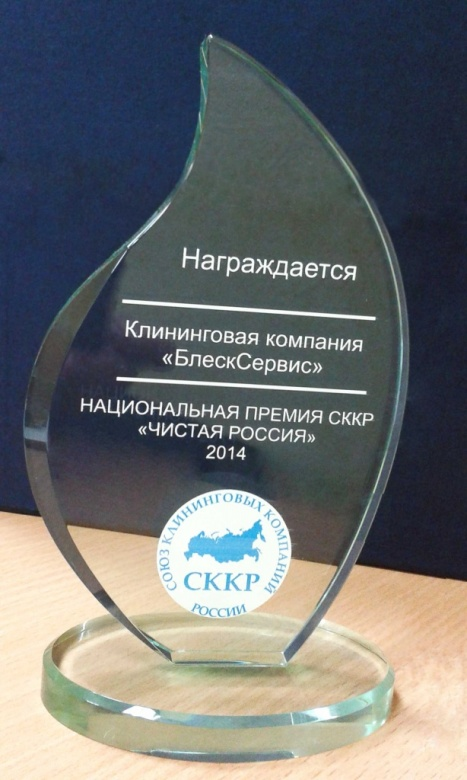 Награждается
Клининговая компания
«БлескСервис»
НАЦИОНАЛЬНАЯ ПРЕМИЯ СККР
«ЧИСТАЯ РОССИЯ»
2014
СОЮЗ КЛИНИНГОВЫХ КОМПАНИЙ
СККР
РОССИИ